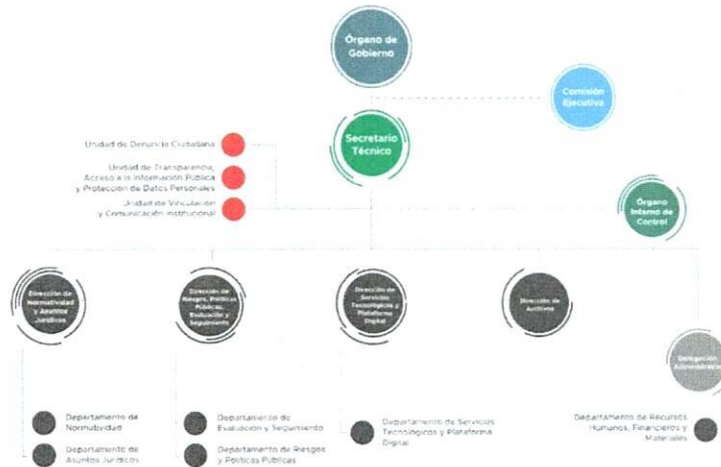 Órgano de
Gobierno
Comisión
Ejecutiva
Secretario
Técnico
Unidad de Denuncia Ciudadana
Unidad de Transparencia,
Acceso a la Información Pública
y Protección de Datos Personales
Unidad de Vinculación
y Comunicación Institucional
Órgano
Interno de
Control
Dirección de
Normatividad
y Asuntos
Jurídicos
Dirección de
Riesgos, Políticas
Públicas,
Evaluación y
Seguimiento
Dirección de
Servicios
Tecnológicos y
Plataforma
Digital
Dirección de
Archivos
Delegación
Administrativa
Departamento de
Normatividad
Departamento de
Asuntos Jurídicos
Departamento de
Evaluación y Seguimiento
Departamento de Riesgos
y Políticas Públicas
Departamento de Servicios
Tecnológicos y Plataforma
Digital
Departamento de Recursos
Humanos, Financieros y
Materiales